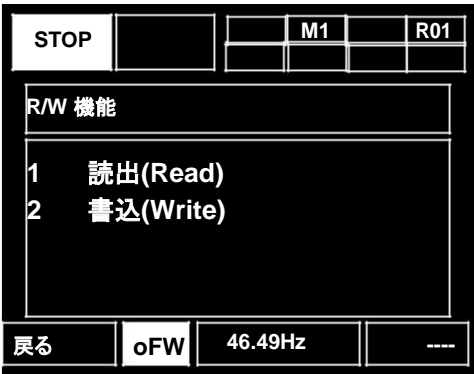 STOP M1 R01
R/W 機能
1 読出(Read)
2 書込(Write)
戻る oFW 46.49Hz ----